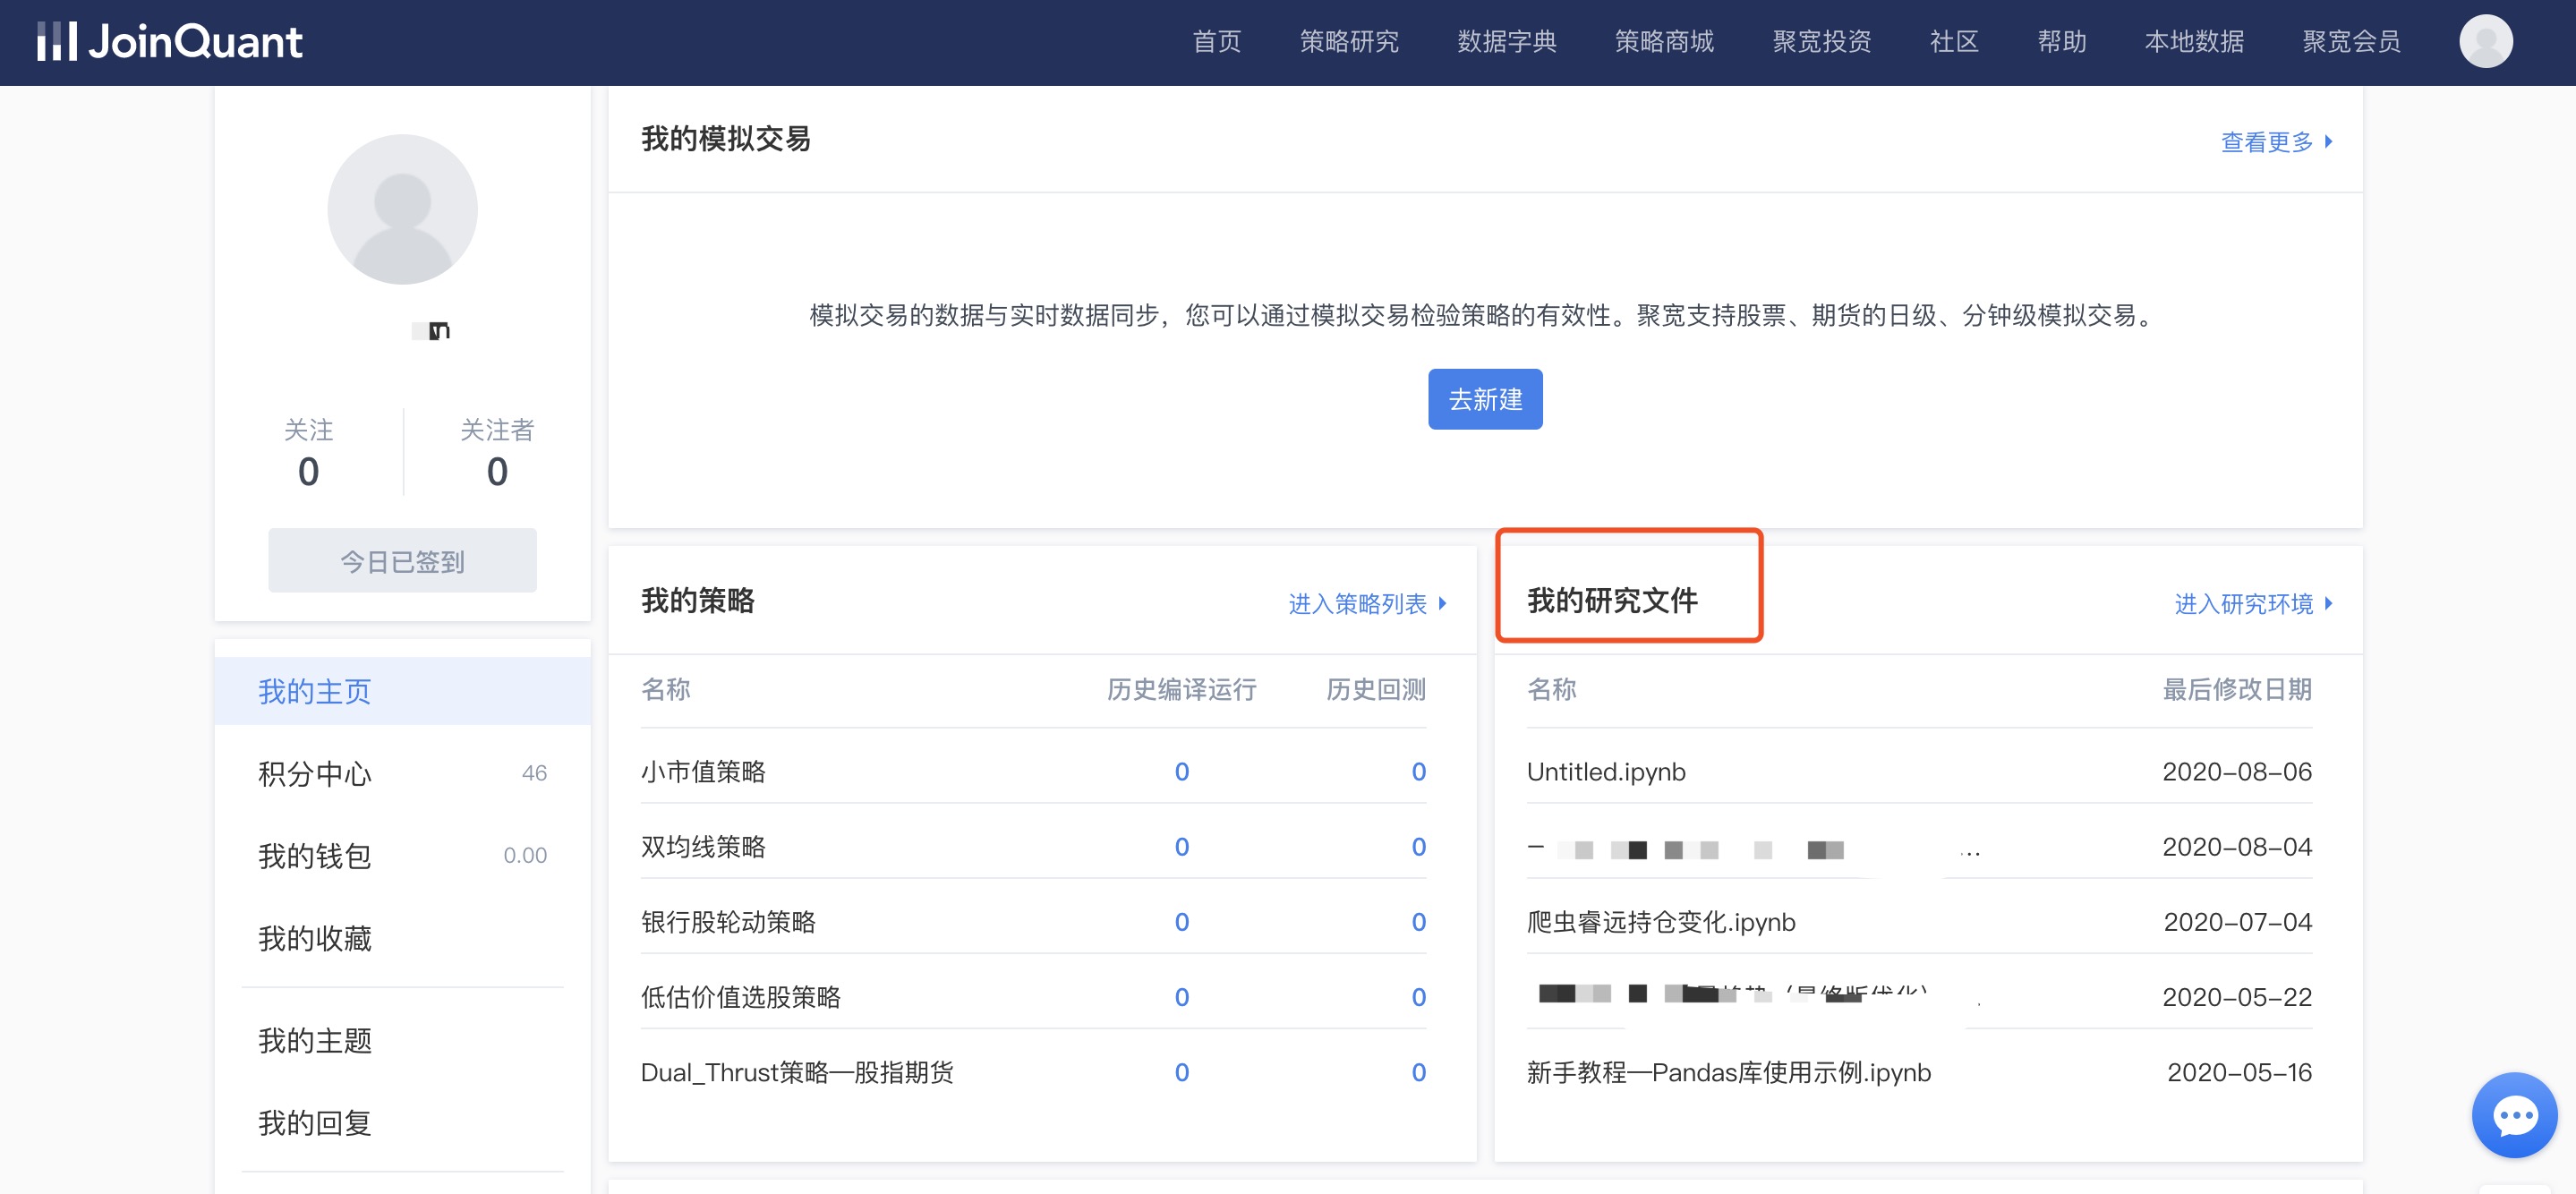 JoinQuant
首页 策略研究 数据字典 策略商城 聚宽投资 社区 帮助 本地数据 聚宽会员
关注 关注者
0 0
今日已签到
我的主页
积分中心 46
我的钱包 0.00
我的收藏
我的主题
我的回复
我的模拟交易 查看更多
模拟交易的数据与实时数据同步，您可以通过模拟交易检验策略的有效性。聚宽支持股票、期货的日级、分钟级模拟交易。
去新建
我的策略 进入策略列表
名称 历史编译运行 历史回测
小市值策略 0 0
双均线策略 0 0
银行股轮动策略 0 0
低估价值选股策略 0 0
Dual_Thrust策略—股指期货 0 0
我的研究文件 进入研究环境
名称 最后修改日期
Untitled.ipynb 2020-08-06
... 2020-08-04
爬虫睿远持仓变化.ipynb 2020-07-04
2020-05-22
新手教程—Pandas库使用示例.ipynb 2020-05-16